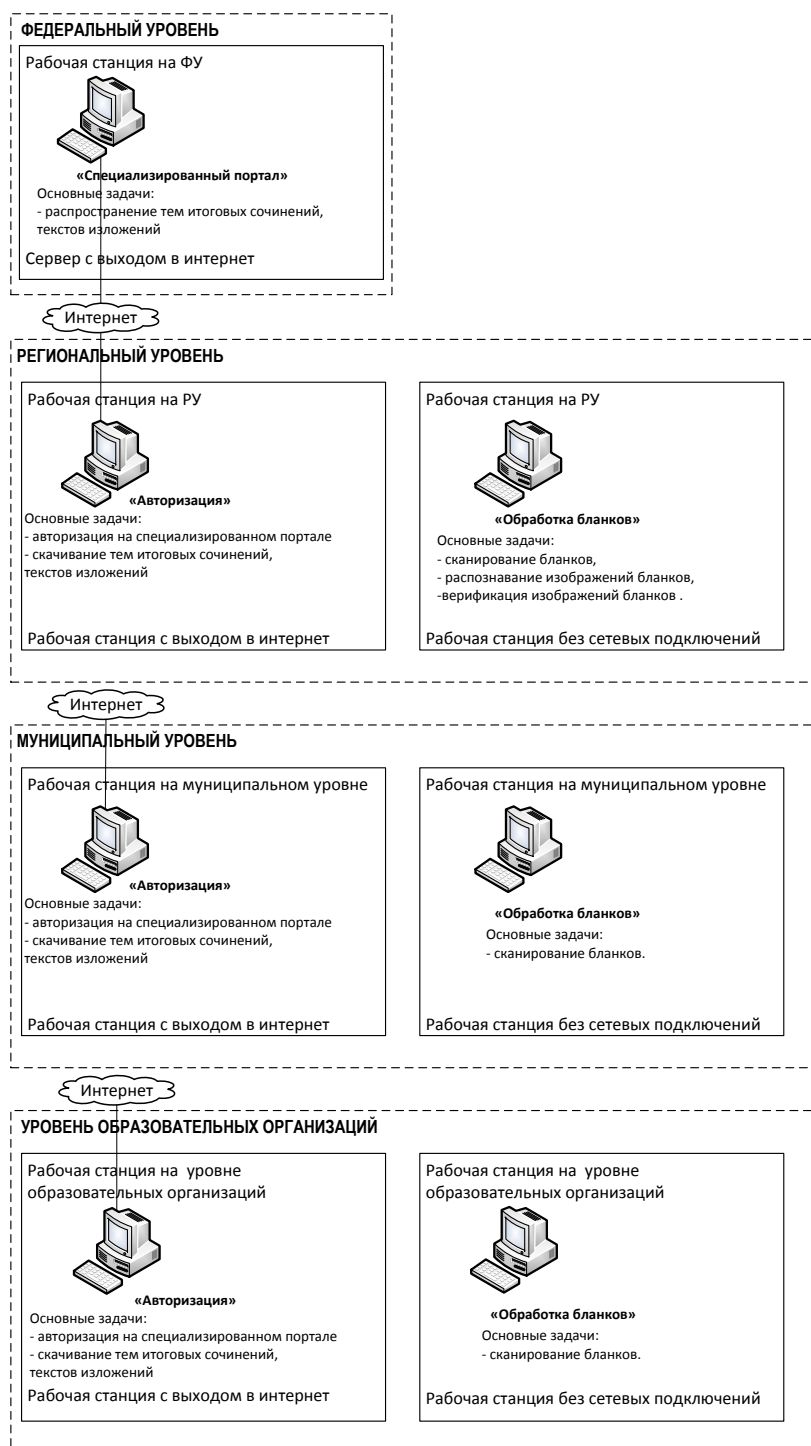 ФЕДЕРАЛЬНЫЙ УРОВЕНЬ
Рабочая станция на ФУ
«Специализированный портал»
Основные задачи:
- распространение тем итоговых сочинений,
текстов изложений
Сервер с выходом в интернет
Интернет
РЕГИОНАЛЬНЫЙ УРОВЕНЬ
Рабочая станция на РУ
«Авторизация»
Основные задачи:
- авторизация на специализированном портале
- скачивание тем итоговых сочинений,
текстов изложений
Рабочая станция с выходом в интернет
Рабочая станция на РУ
«Обработка бланков»
Основные задачи:
- сканирование бланков,
- распознавание изображений бланков,
-верификация изображений бланков .
Рабочая станция без сетевых подключений
Интернет
МУНИЦИПАЛЬНЫЙ УРОВЕНЬ
Рабочая станция на муниципальном уровне
«Авторизация»
Основные задачи:
- авторизация на специализированном портале
- скачивание тем итоговых сочинений,
текстов изложений
Рабочая станция с выходом в интернет
Рабочая станция на муниципальном уровне
«Обработка бланков»
Основные задачи:
- сканирование бланков.
Рабочая станция без сетевых подключений
Интернет
УРОВЕНЬ ОБРАЗОВАТЕЛЬНЫХ ОРГАНИЗАЦИЙ
Рабочая станция на уровне
образовательных организаций
«Авторизация»
Основные задачи:
- авторизация на специализированном портале
- скачивание тем итоговых сочинений,
текстов изложений
Рабочая станция с выходом в интернет
Рабочая станция на уровне
образовательных организаций
«Обработка бланков»
Основные задачи:
- сканирование бланков.
Рабочая станция без сетевых подключений